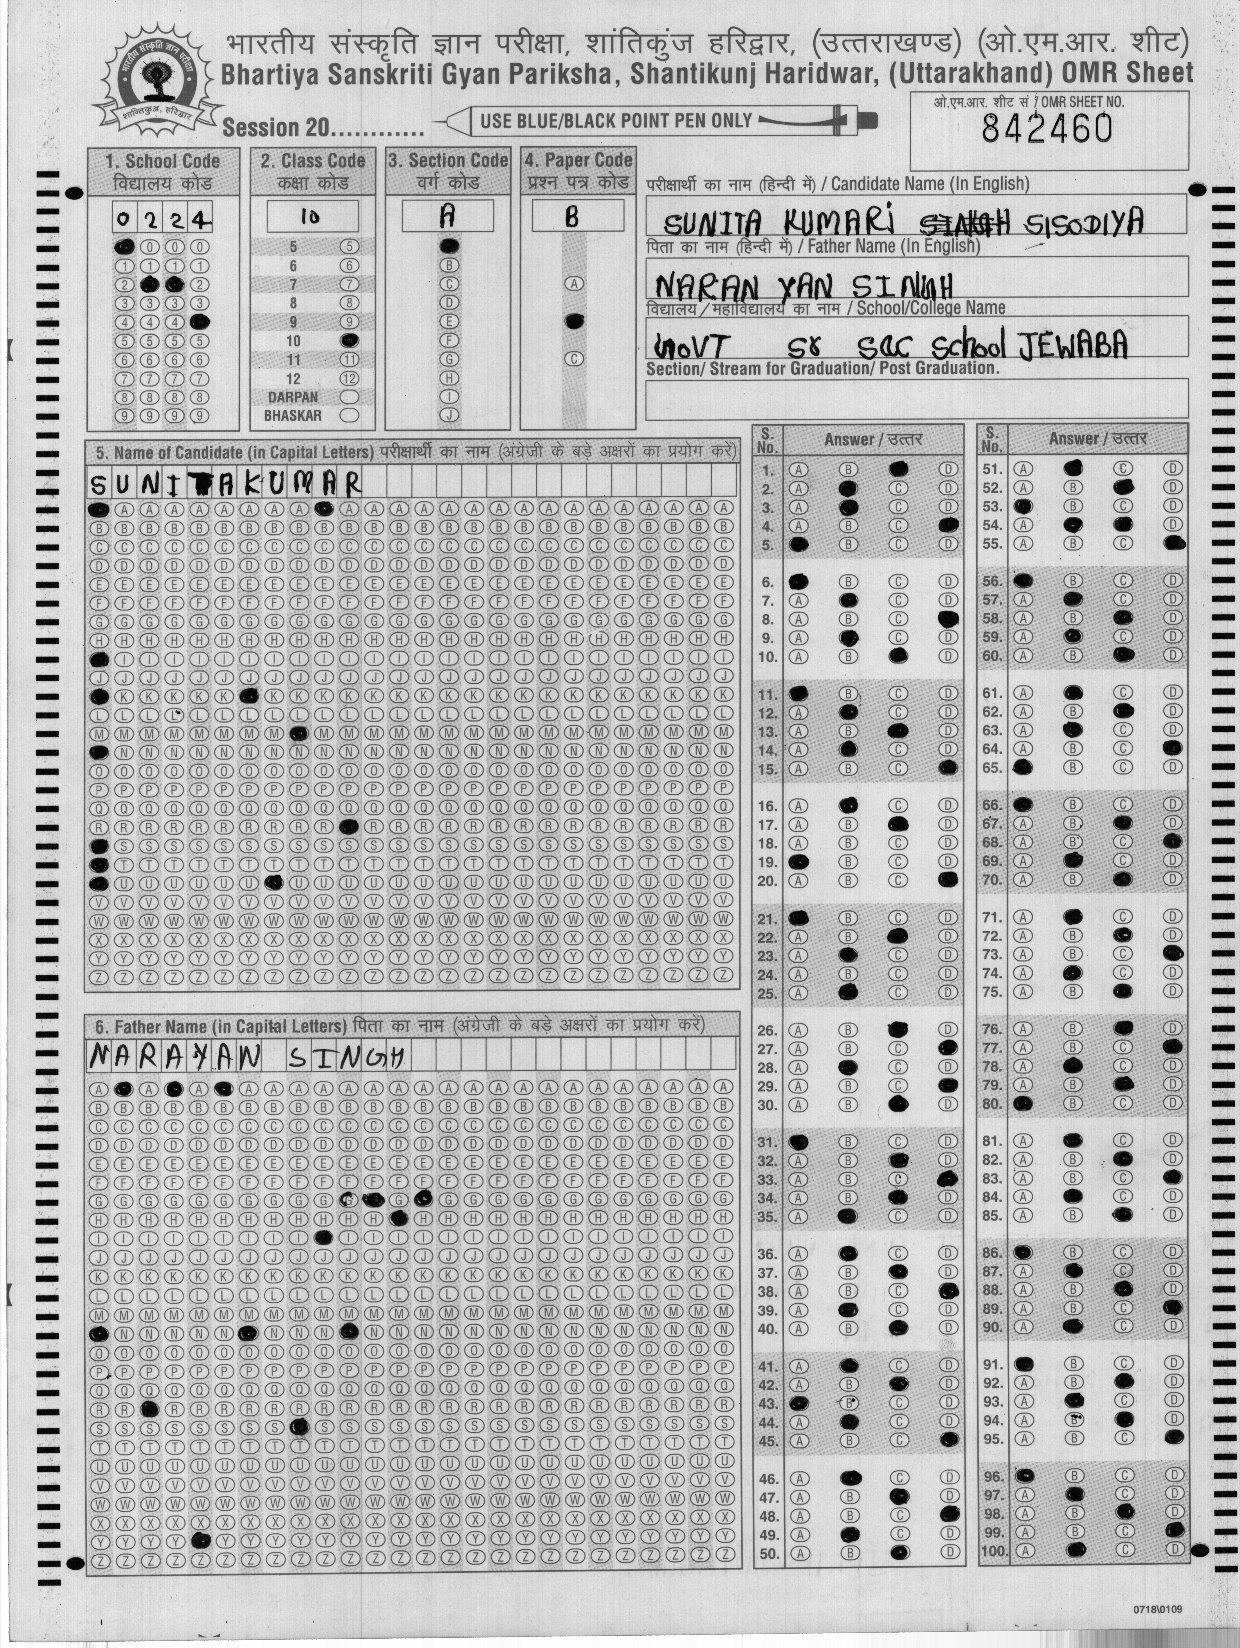 भारतीय संस्कृति ज्ञान परीक्षा, शांतिकुंज हरिद्वार, (उत्तराखण्ड) (ओ.एम.आर. शीट)
Bhartiya Sanskriti Gyan Pariksha, Shantikunj Haridwar, (Uttarakhand) OMR Sheet
Session 20............
USE BLUE/BLACK POINT PEN ONLY
ओ.एम.आर. शीट सं / OMR SHEET NO.
842460
1. School Code
विद्यालय कोड
0 2 2 4
2. Class Code
कक्षा कोड
10
5
6
7
8
9
10
11
12
DARPAN
BHASKAR
3. Section Code
वर्ग कोड
A
4. Paper Code
प्रश्न पत्र कोड
B
परीक्षार्थी का नाम (हिन्दी में) / Candidate Name (In English)
SUNITA KUMARI SINGH SISODIYA
पिता का नाम (हिन्दी में) / Father Name (In English)
NARAN YAN SINGH
विद्यालय/महाविद्यालय का नाम / School/College Name
GOVT Sr Sec School JEWABA
Section/ Stream for Graduation/ Post Graduation.
5. Name of Candidate (in Capital Letters) परीक्षार्थी का नाम (अंग्रेजी के बड़े अक्षरों का प्रयोग करें)
SUNITAKUMAR
6. Father Name (in Capital Letters) पिता का नाम (अंग्रेजी के बड़े अक्षरों का प्रयोग करें)
NARAYAN SINGH
S. No. Answer / उत्तर
S. No. Answer / उत्तर
0718\0109